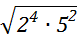 √(2⁴ · 5²)